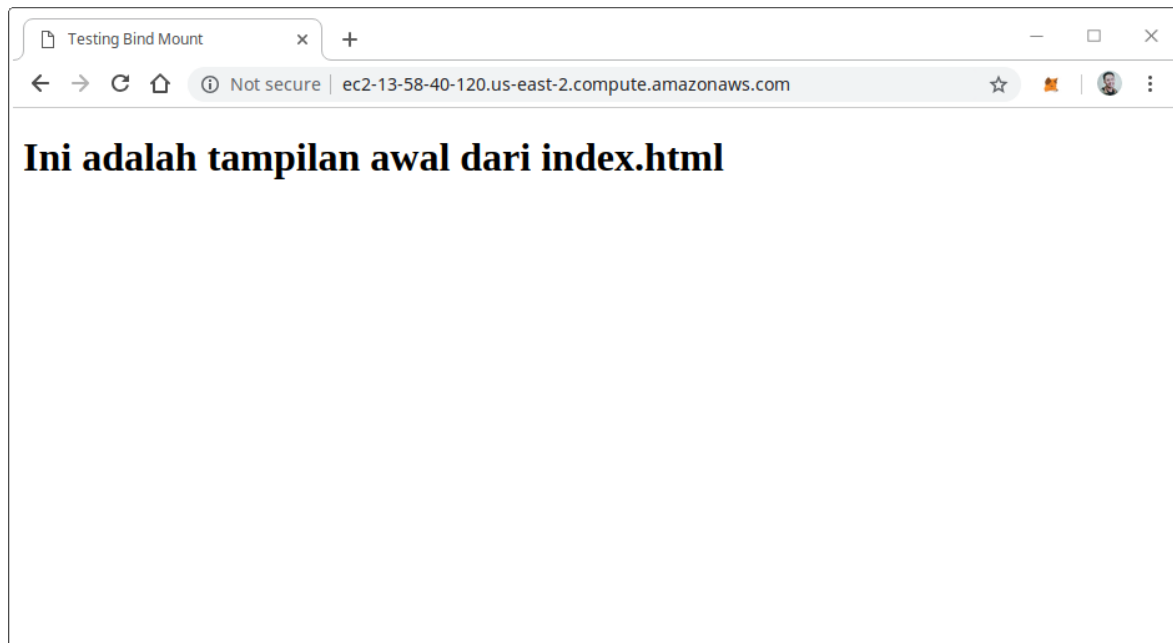 Testing Bind Mount
Not secure ec2-13-58-40-120.us-east-2.compute.amazonaws.com
Ini adalah tampilan awal dari index.html